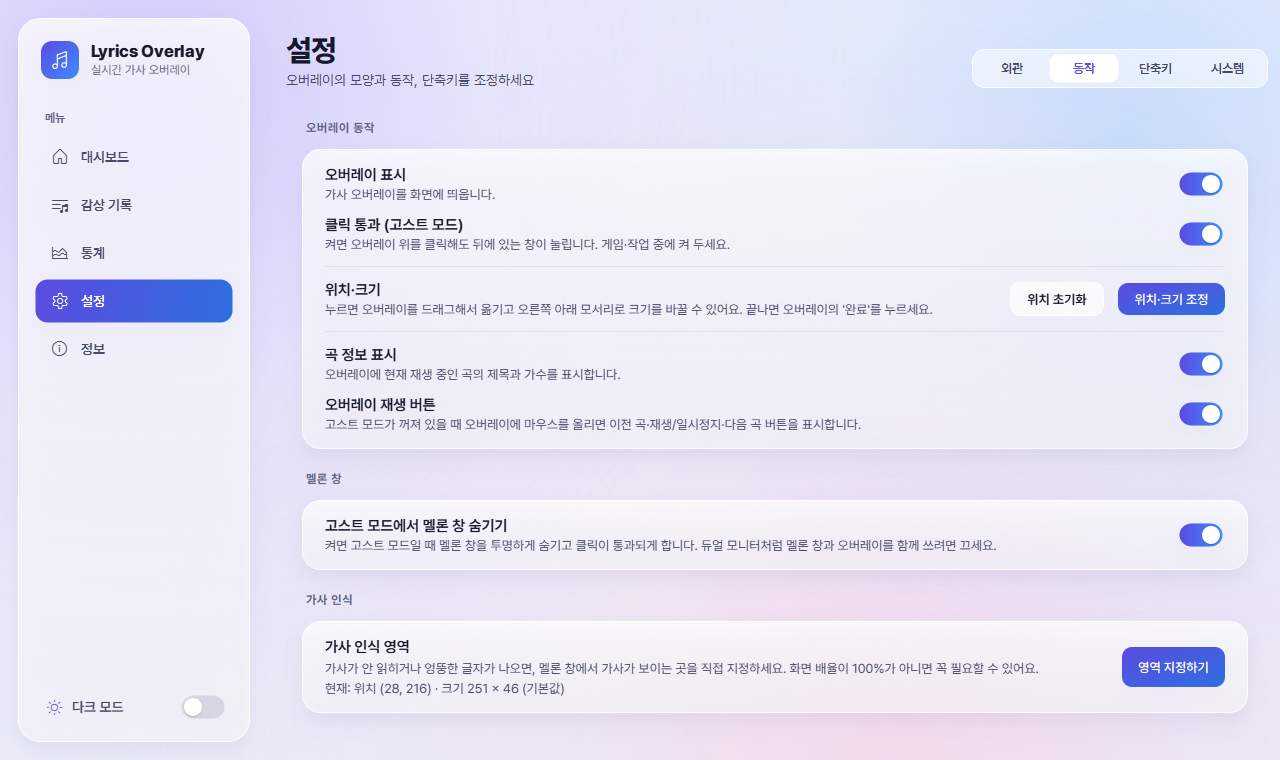 Lyrics Overlay
실시간 가사 오버레이
메뉴
대시보드
감상 기록
통계
설정
정보
다크 모드
설정
오버레이의 모양과 동작, 단축키를 조정하세요
외관
동작
단축키
시스템
오버레이 동작
오버레이 표시
가사 오버레이를 화면에 띄웁니다.
클릭 통과 (고스트 모드)
켜면 오버레이 위를 클릭해도 뒤에 있는 창이 눌립니다. 게임·작업 중에 켜 두세요.
위치·크기
누르면 오버레이를 드래그해서 옮기고 오른쪽 아래 모서리로 크기를 바꿀 수 있어요. 끝나면 오버레이의 '완료'를 누르세요.
위치 초기화
위치·크기 조정
곡 정보 표시
오버레이에 현재 재생 중인 곡의 제목과 가수를 표시합니다.
오버레이 재생 버튼
고스트 모드가 꺼져 있을 때 오버레이에 마우스를 올리면 이전 곡·재생/일시정지·다음 곡 버튼을 표시합니다.
멜론 창
고스트 모드에서 멜론 창 숨기기
켜면 고스트 모드일 때 멜론 창을 투명하게 숨기고 클릭이 통과되게 합니다. 듀얼 모니터처럼 멜론 창과 오버레이를 함께 쓰려면 끄세요.
가사 인식
가사 인식 영역
가사가 안 읽히거나 엉뚱한 글자가 나오면, 멜론 창에서 가사가 보이는 곳을 직접 지정하세요. 화면 배율이 100%가 아니면 꼭 필요할 수 있어요.
현재: 위치 (28, 216) · 크기 251 × 46 (기본값)
영역 지정하기